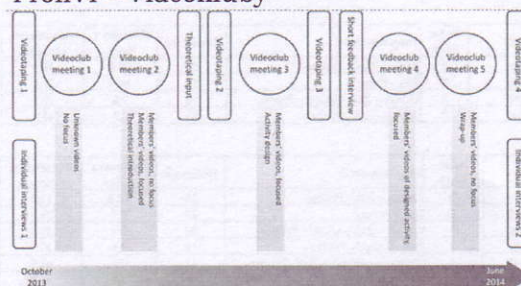 Videokluby
Videotaping 1
Videoclub
meeting 1
Videoclub
meeting 2
Theoretical input
Videotaping 2
Videoclub
meeting 3
Videotaping 3
Short feedback
interview
Videoclub
meeting 4
Videoclub
meeting 5
Videotaping 4
Individual interviews 1
Unknown videos
No focus
Members' videos, no focus
Members' videos, focused
Theoretical introduction
Members' videos, focused
Activity design
Members' videos of designed activity,
focused
Members' videos, no focus
Wrap-up
Individual interviews 2
October
2013
June
2014